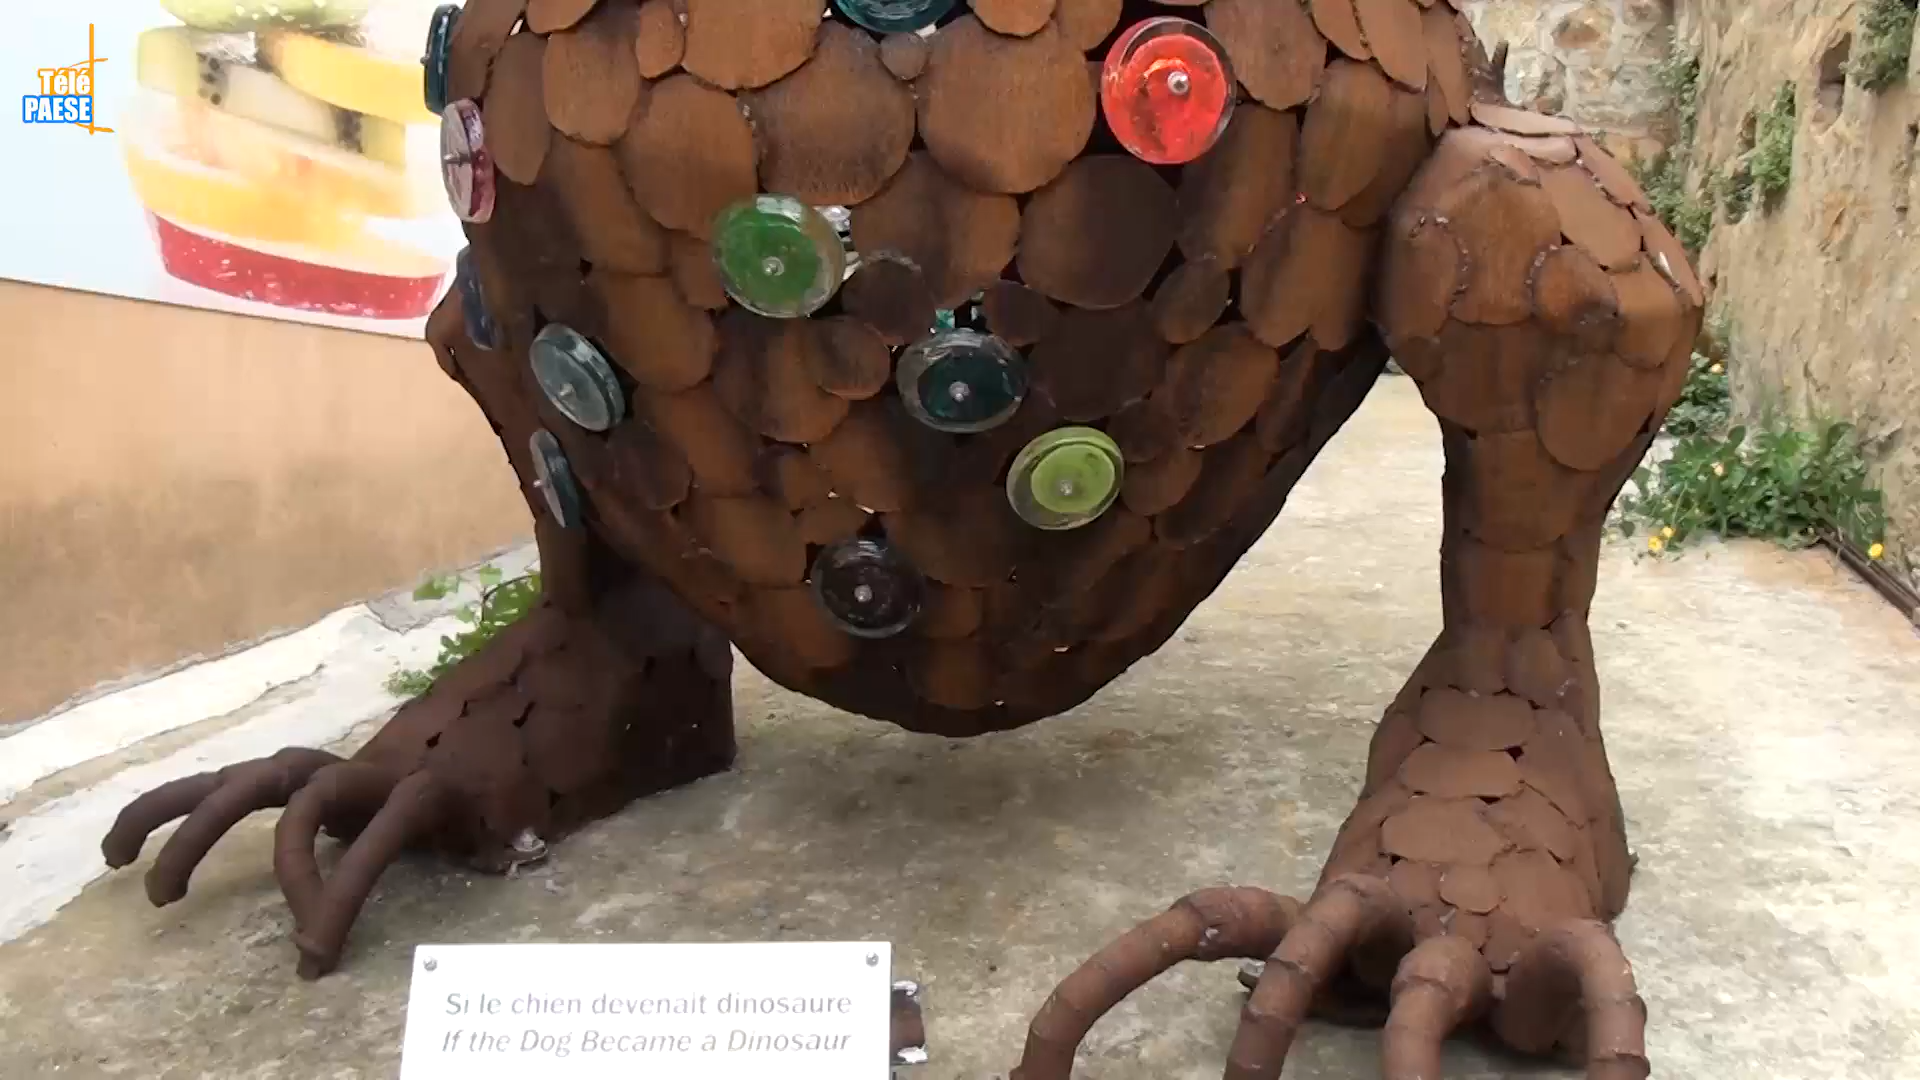 Télé
PAESE
Si le chien devenait dinosaure
If the Dog Became a Dinosaur